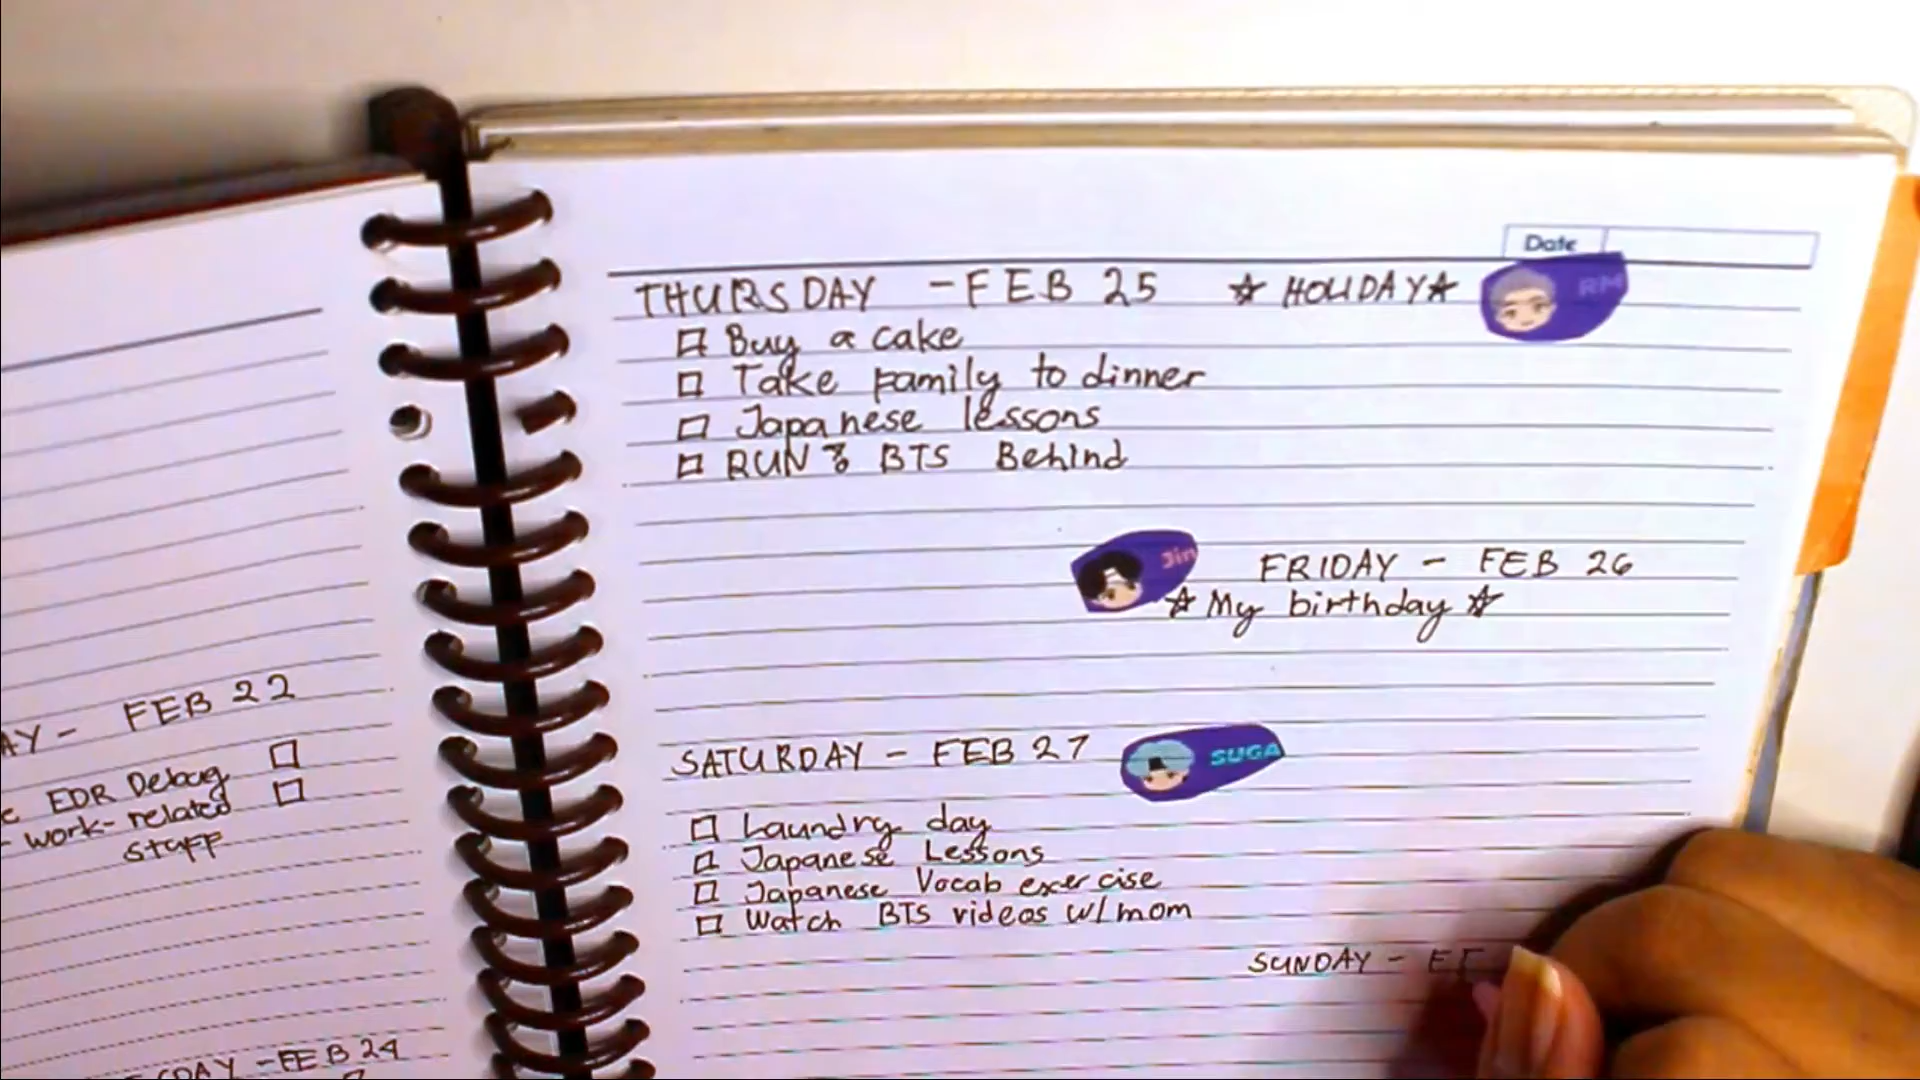 AY - FEB 22
EDR Debug
- work-related
stuff
DAY - FEB 24
Date
THURSDAY - FEB 25 ☆ HOLIDAY ☆
RM
□ Buy a cake
□ Take family to dinner
□ Japanese lessons
□ RUN & BTS Behind
Jin
FRIDAY - FEB 26
☆ My birthday ☆
SATURDAY - FEB 27
SUGA
□ Laundry day
□ Japanese Lessons
□ Japanese Vocab exercise
□ Watch BTS videos w/ mom
SUNDAY -